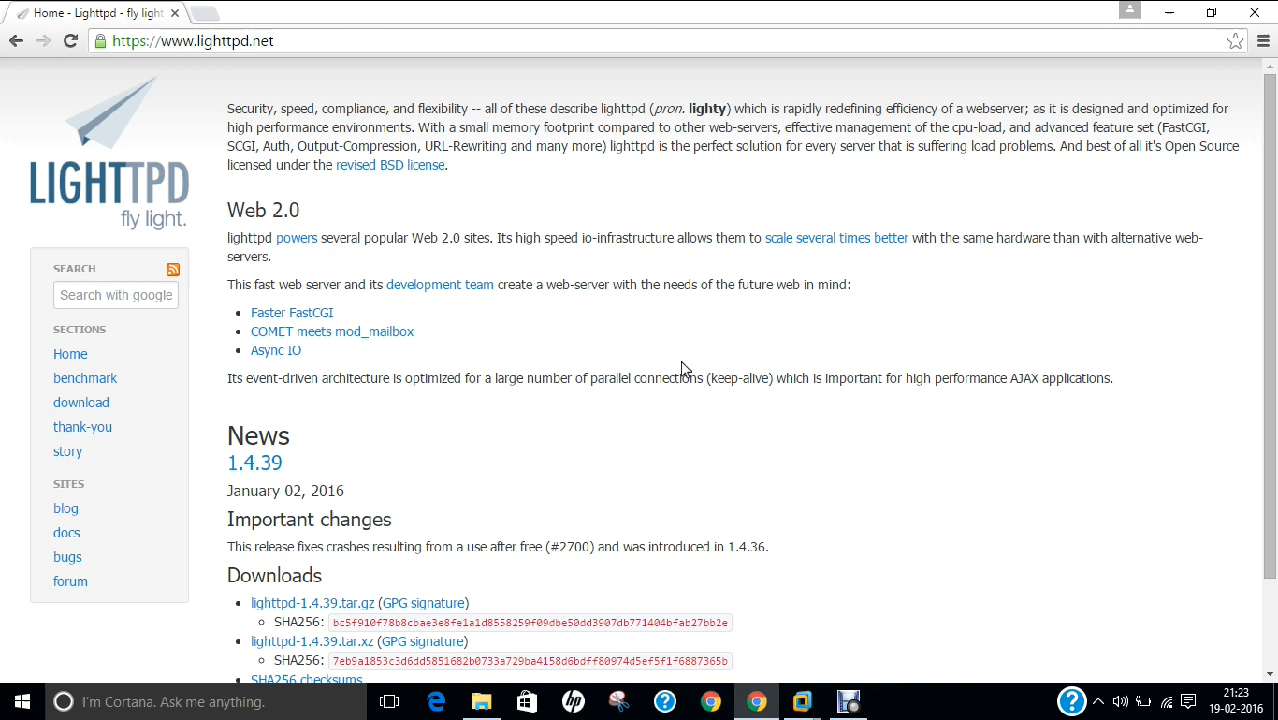 Home - Lighttpd - fly light
https://www.lighttpd.net
LIGHTTPD
fly light.
SEARCH
Search with google
SECTIONS
Home
benchmark
download
thank-you
story
SITES
blog
docs
bugs
forum
Security, speed, compliance, and flexibility -- all of these describe lighttpd (pron. lighty) which is rapidly redefining efficiency of a webserver; as it is designed and optimized for
high performance environments. With a small memory footprint compared to other web-servers, effective management of the cpu-load, and advanced feature set (FastCGI,
SCGI, Auth, Output-Compression, URL-Rewriting and many more) lighttpd is the perfect solution for every server that is suffering load problems. And best of all it's Open Source
licensed under the revised BSD license.
Web 2.0
lighttpd powers several popular Web 2.0 sites. Its high speed io-infrastructure allows them to scale several times better with the same hardware than with alternative web-
servers.
This fast web server and its development team create a web-server with the needs of the future web in mind:
Faster FastCGI
COMET meets mod_mailbox
Async IO
Its event-driven architecture is optimized for a large number of parallel connections (keep-alive) which is important for high performance AJAX applications.
News
1.4.39
January 02, 2016
Important changes
This release fixes crashes resulting from a use after free (#2700) and was introduced in 1.4.36.
Downloads
lighttpd-1.4.39.tar.gz (GPG signature)
SHA256: bc5f910f78b8cbae3e8fe1a1d8558259f09dbe50dd3907db771404bfab27bb2e
lighttpd-1.4.39.tar.xz (GPG signature)
SHA256: 7eb9a1853c3d6dd5851682b0733a729ba4158d6bdff80974d5ef5f1f6887365b
SHA256 checksums
I'm Cortana. Ask me anything.
hp
21:23
19-02-2016